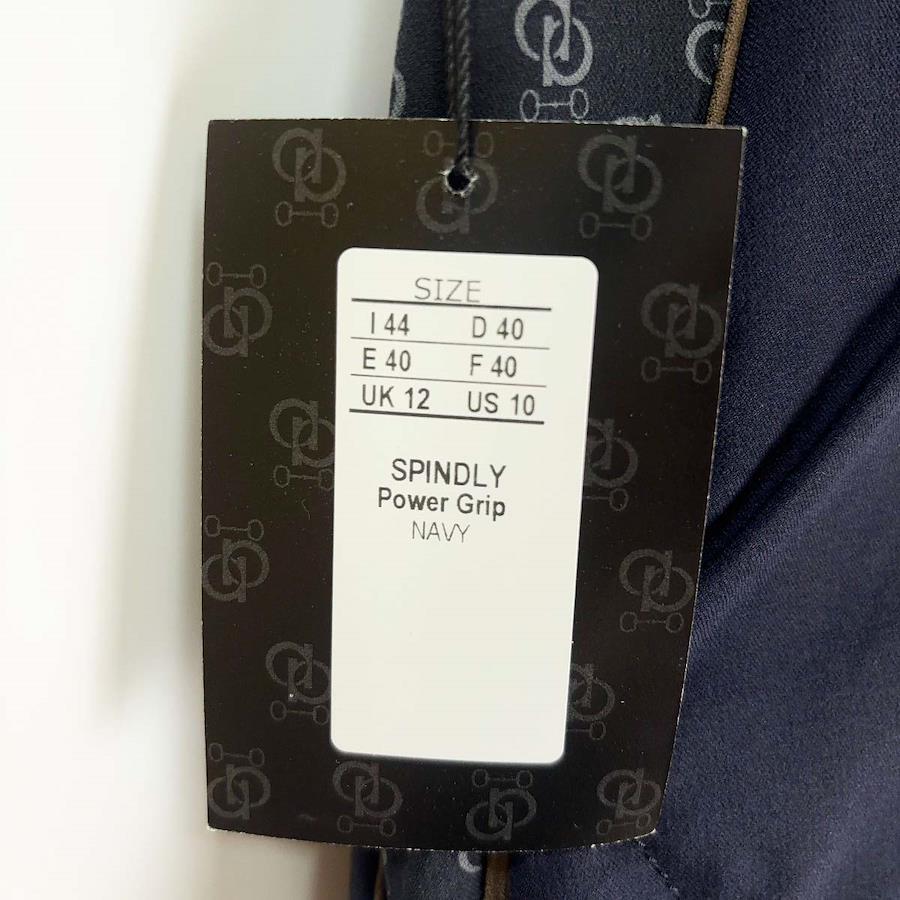 SIZE
I 44 D 40
E 40 F 40
UK 12 US 10
SPINDLY
Power Grip
NAVY